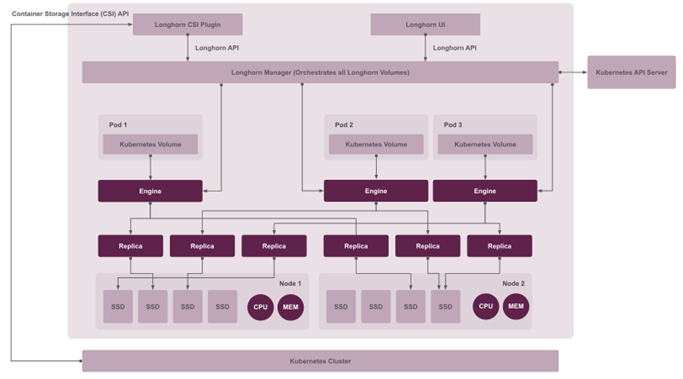 Container Storage Interface (CSI) API
Longhorn CSI Plugin
Longhorn UI
Longhorn API
Longhorn API
Longhorn Manager (Orchestrates all Longhorn Volumes)
Kubernetes API Server
Pod 1
Pod 2
Pod 3
Kubernetes Volume
Kubernetes Volume
Kubernetes Volume
Engine
Engine
Engine
Replica
Replica
Replica
Replica
Replica
Replica
Node 1
Node 2
SSD
SSD
SSD
SSD
CPU
MEM
SSD
SSD
SSD
SSD
CPU
MEM
Kubernetes Cluster